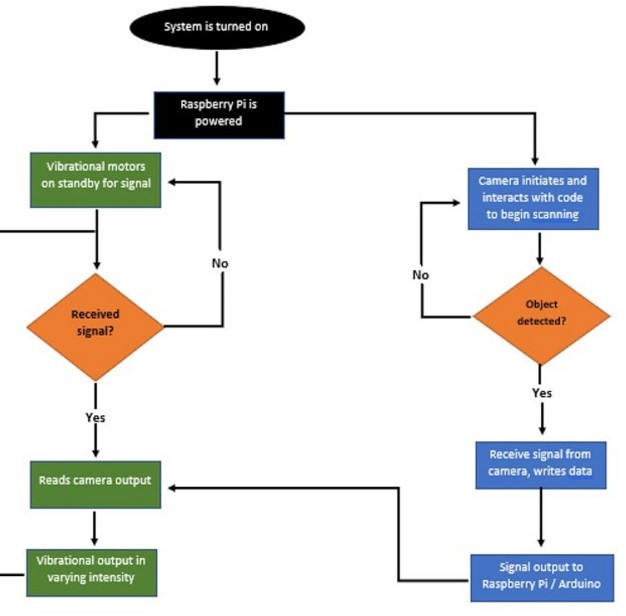 System is turned on
Raspberry Pi is
powered
Vibrational motors
on standby for signal
Camera initiates and
interacts with code
to begin scanning
No
No
Received
signal?
Object
detected?
Yes
Yes
Reads camera output
Receive signal from
camera, writes data
Vibrational output in
varying intensity
Signal output to
Raspberry Pi / Arduino